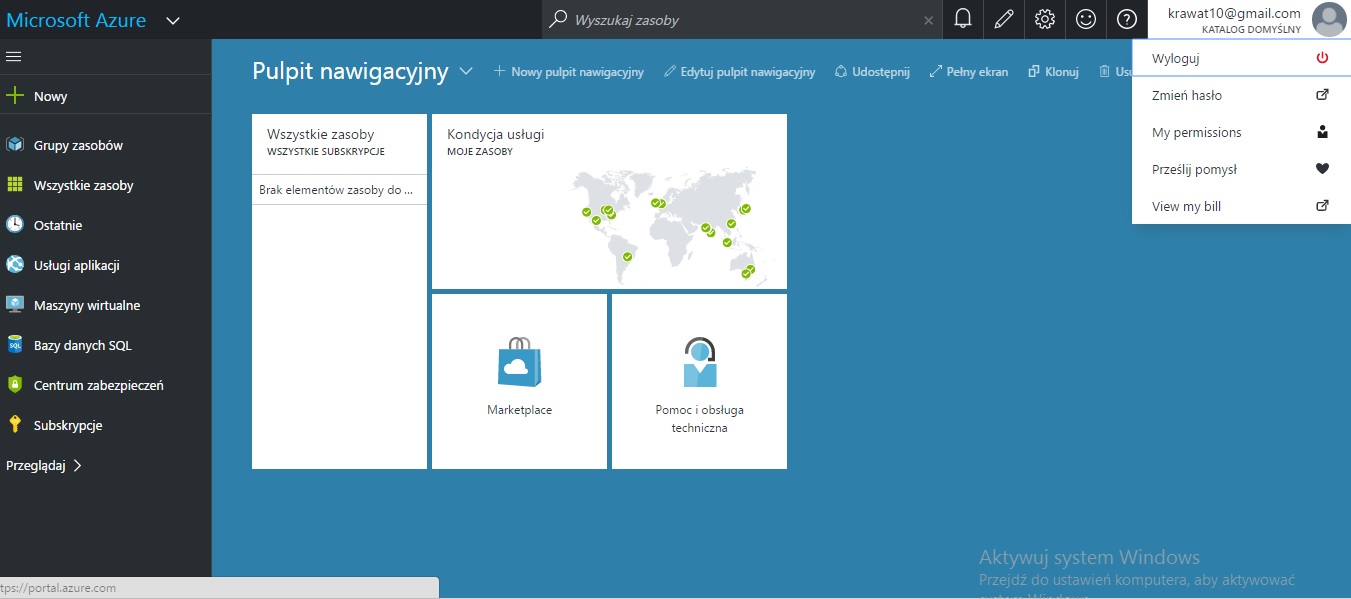 Microsoft Azure
Wyszukaj zasoby
krawat10@gmail.com
KATALOG DOMYŚLNY
Wyloguj
Zmień hasło
My permissions
Prześlij pomysł
View my bill
Pulpit nawigacyjny
Nowy pulpit nawigacyjny
Edytuj pulpit nawigacyjny
Udostępnij
Pełny ekran
Klonuj
Usu
Nowy
Grupy zasobów
Wszystkie zasoby
Ostatnie
Usługi aplikacji
Maszyny wirtualne
Bazy danych SQL
Centrum zabezpieczeń
Subskrypcje
Przeglądaj
Wszystkie zasoby
WSZYSTKIE SUBSKRYPCJE
Brak elementów zasoby do ...
Kondycja usługi
MOJE ZASOBY
Marketplace
Pomoc i obsługa
techniczna
Aktywuj system Windows
Przejdź do ustawień komputera, aby aktywować
system Windows.
tps://portal.azure.com